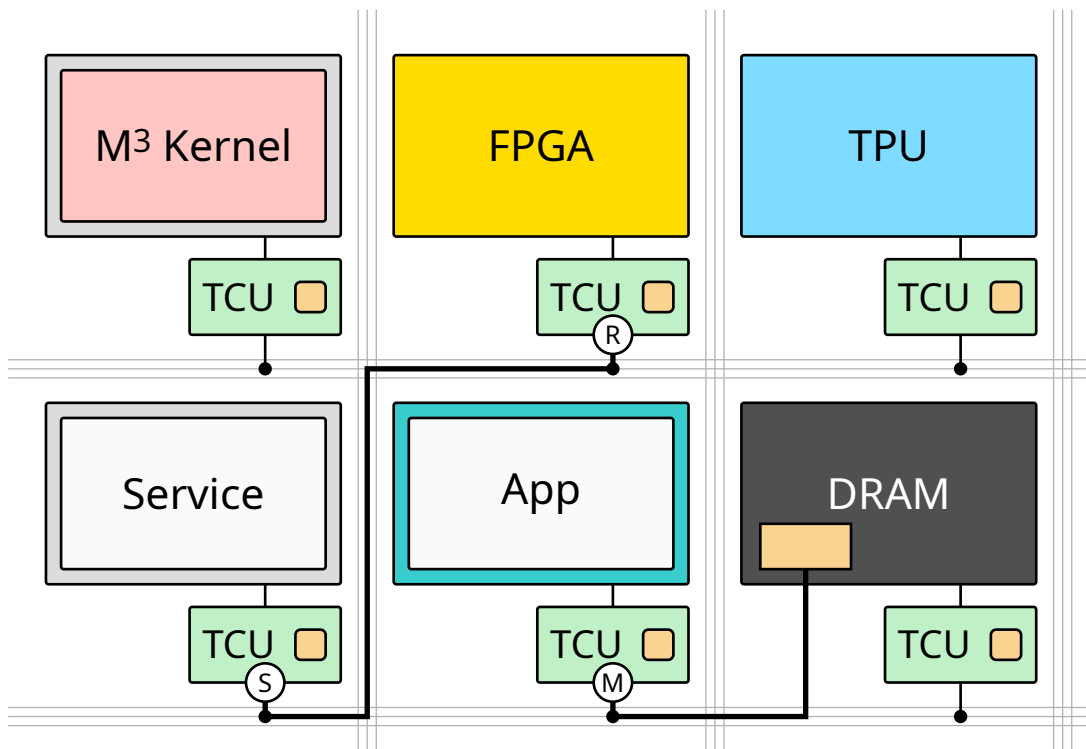 M³ Kernel
FPGA
TPU
TCU
TCU
TCU
R
Service
App
DRAM
TCU
TCU
TCU
S
M